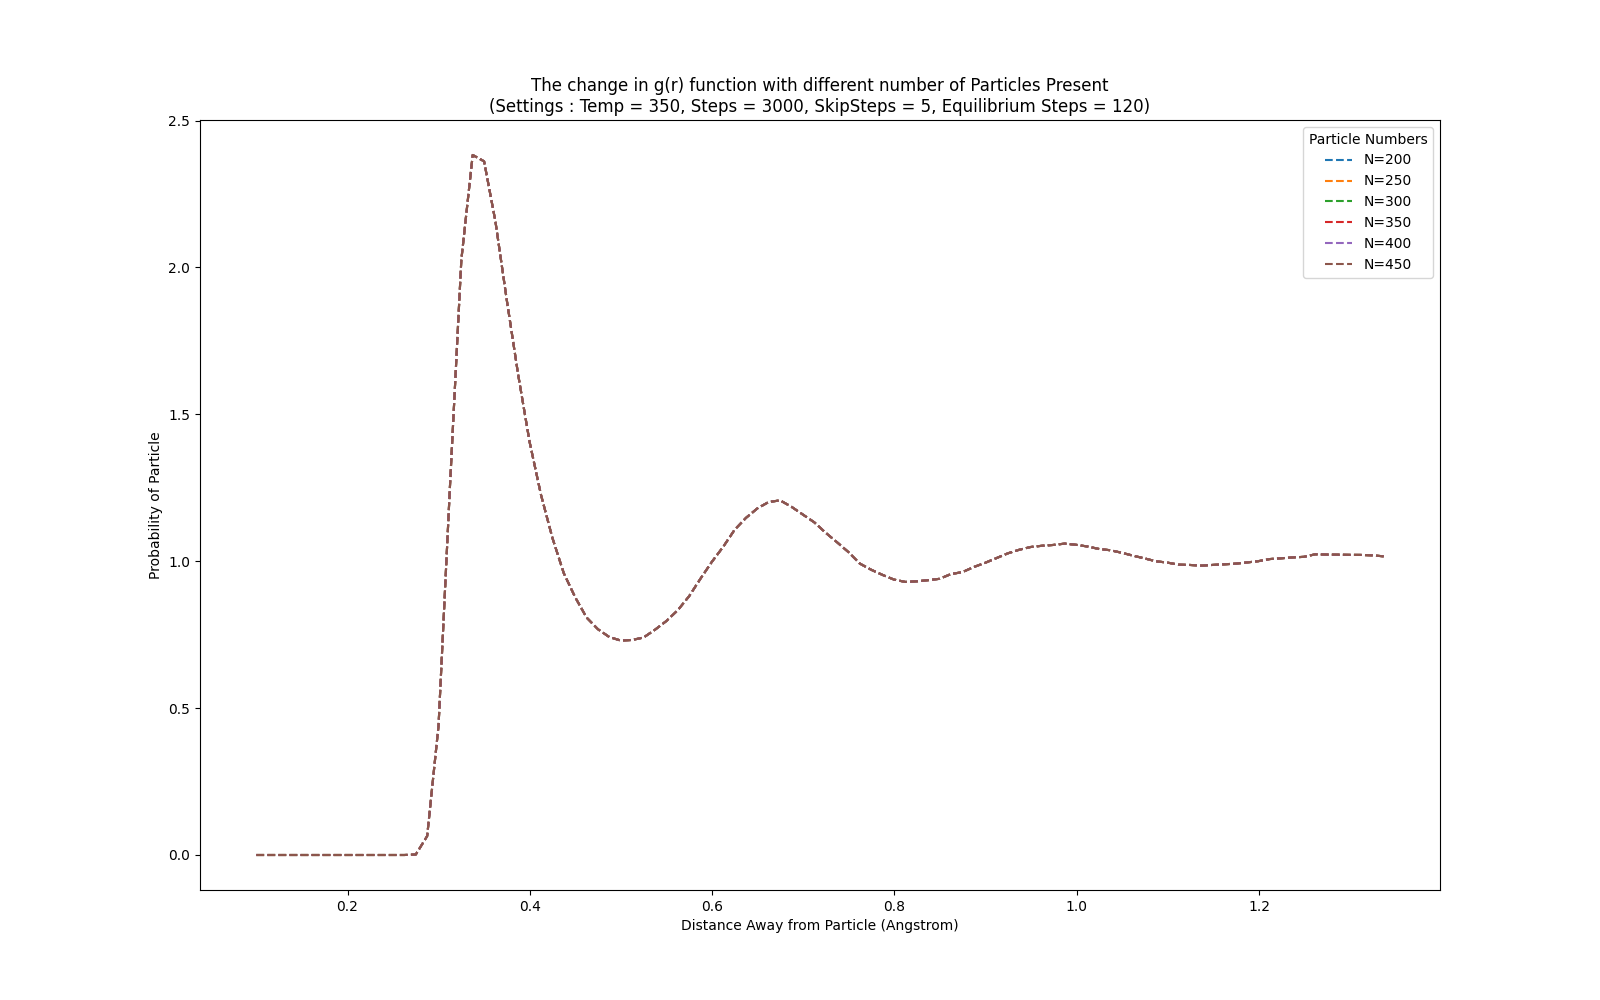 The change in g(r) function with different number of Particles Present
(Settings : Temp = 350, Steps = 3000, SkipSteps = 5, Equilibrium Steps = 120)
2.5
2.0
1.5
1.0
0.5
0.0
Probability of Particle
Particle Numbers
N=200
N=250
N=300
N=350
N=400
N=450
0.2
0.4
0.6
0.8
1.0
1.2
Distance Away from Particle (Angstrom)